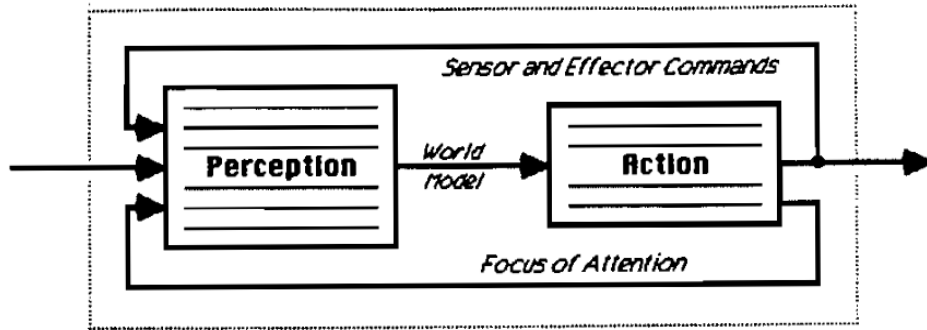 Sensor and Effector Commands
Perception
World
Model
Action
Focus of Attention